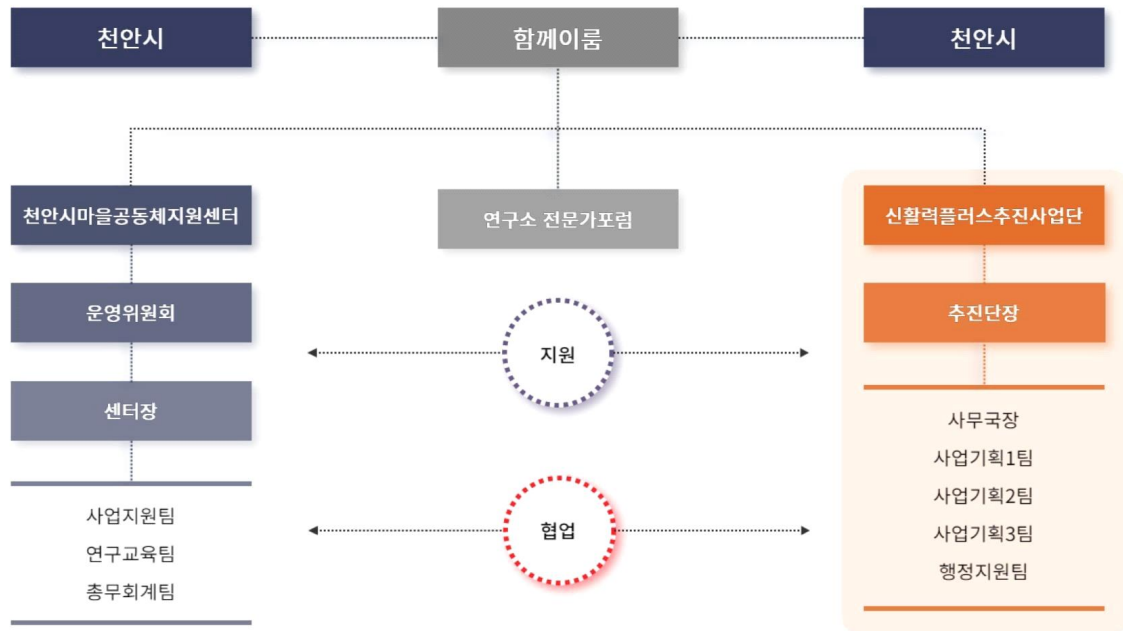 천안시
함께이룸
천안시
천안시마을공동체지원센터
연구소 전문가포럼
신활력플러스추진사업단
운영위원회
추진단장
지원
센터장
사무국장
사업기획1팀
사업기획2팀
사업기획3팀
행정지원팀
협업
사업지원팀
연구교육팀
총무회계팀